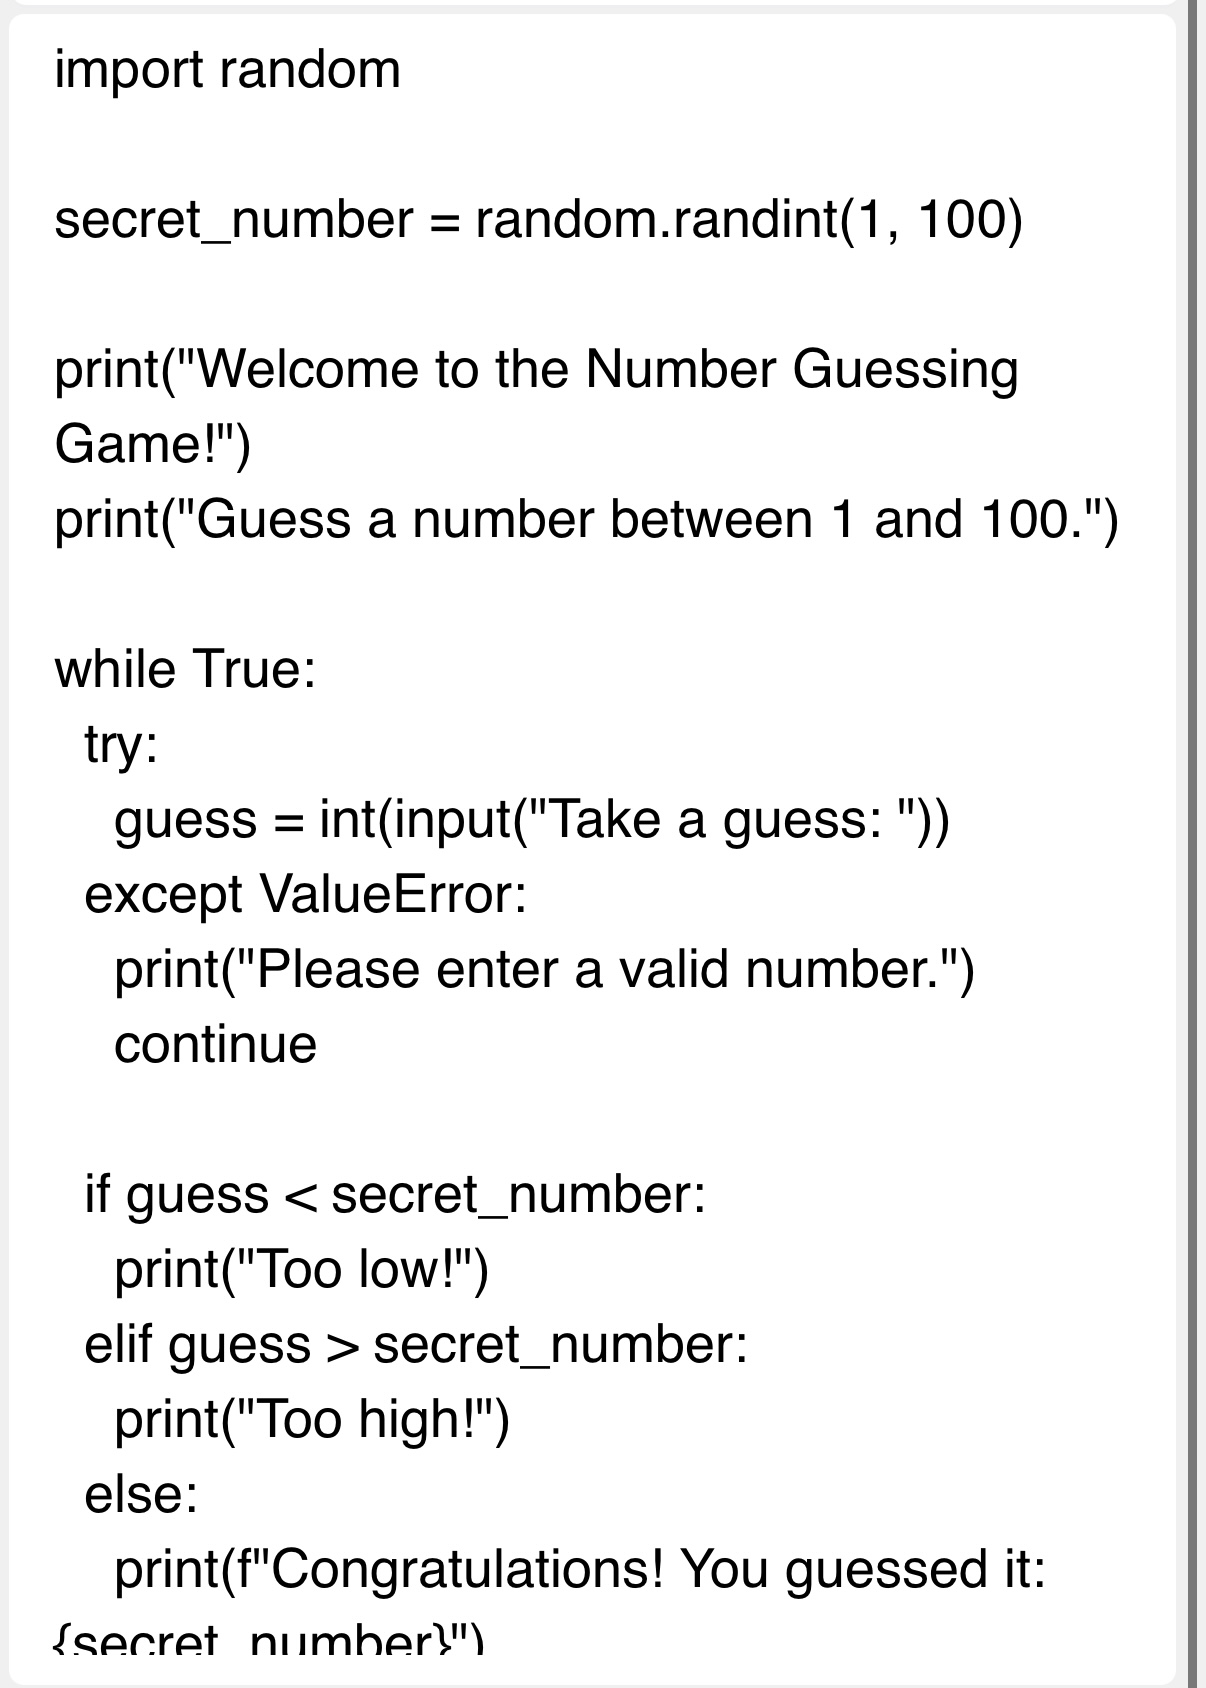 import random
secret_number = random.randint(1, 100)
print("Welcome to the Number Guessing
Game!")
print("Guess a number between 1 and 100.")
while True:
  try:
    guess = int(input("Take a guess: "))
  except ValueError:
    print("Please enter a valid number.")
    continue
  if guess < secret_number:
    print("Too low!")
  elif guess > secret_number:
    print("Too high!")
  else:
    print(f"Congratulations! You guessed it:
{secret_number}")